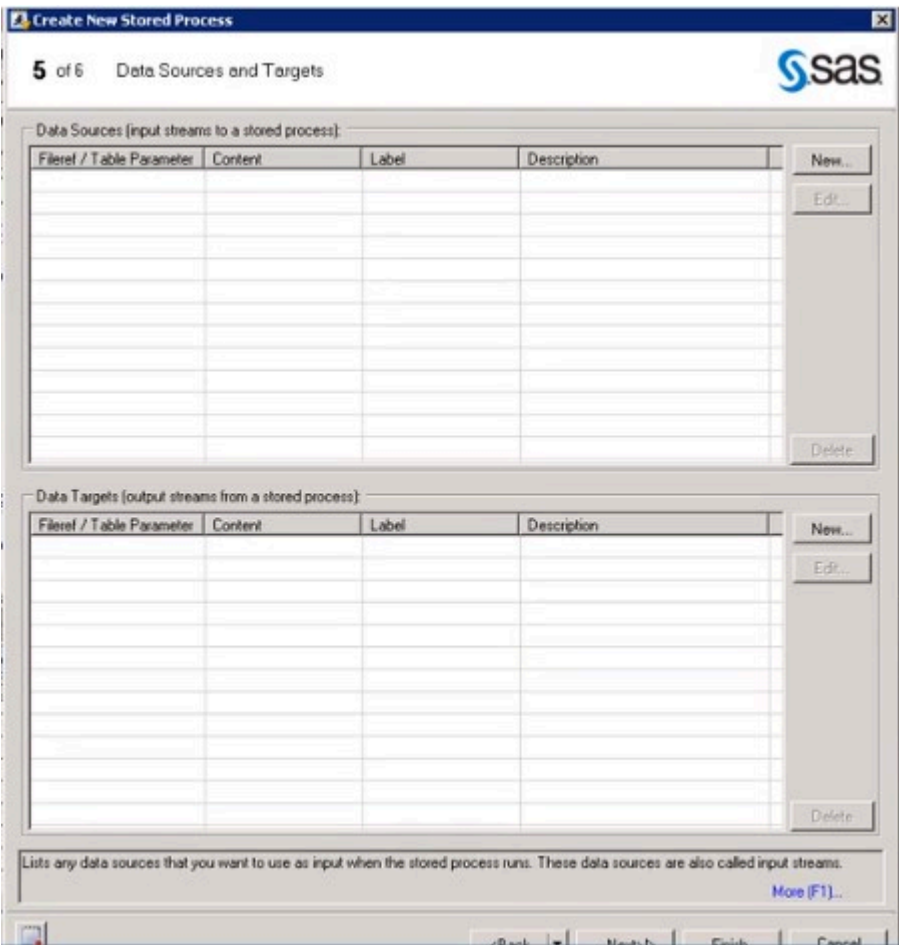 Create New Stored Process
5 of 6 Data Sources and Targets
sas
Data Sources (input streams to a stored process):
Fileref / Table Parameter Content Label Description
New...
Edit...
Delete
Data Targets (output streams from a stored process):
Fileref / Table Parameter Content Label Description
New...
Edit...
Delete
Lists any data sources that you want to use as input when the stored process runs. These data sources are also called input streams.
More (F1)...
<Back Next> Finish Cancel